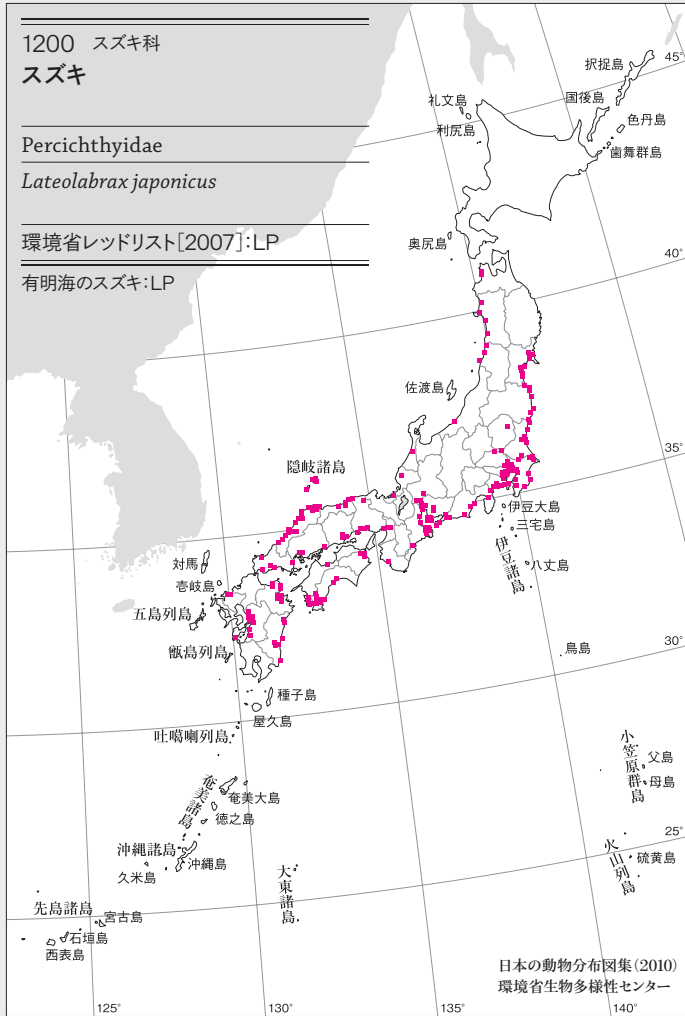 1200 スズキ科
スズキ
Percichthyidae
Lateolabrax japonicus
環境省レッドリスト[2007]:LP
有明海のスズキ:LP
択捉島
45°
礼文島
国後島
利尻島
色丹島
歯舞群島
奥尻島
40°
佐渡島
35°
隠岐諸島
伊豆大島
三宅島
伊豆諸島
八丈島
対馬
壱岐島
五島列島
甑島列島
鳥島
30°
種子島
屋久島
吐噶喇列島
小笠原群島
父島
母島
奄美諸島
奄美大島
徳之島
25°
沖縄諸島
沖縄島
久米島
火山列島
硫黄島
大東諸島
先島諸島
宮古島
石垣島
西表島
日本の動物分布図集(2010)
環境省生物多様性センター
125°
130°
135°
140°